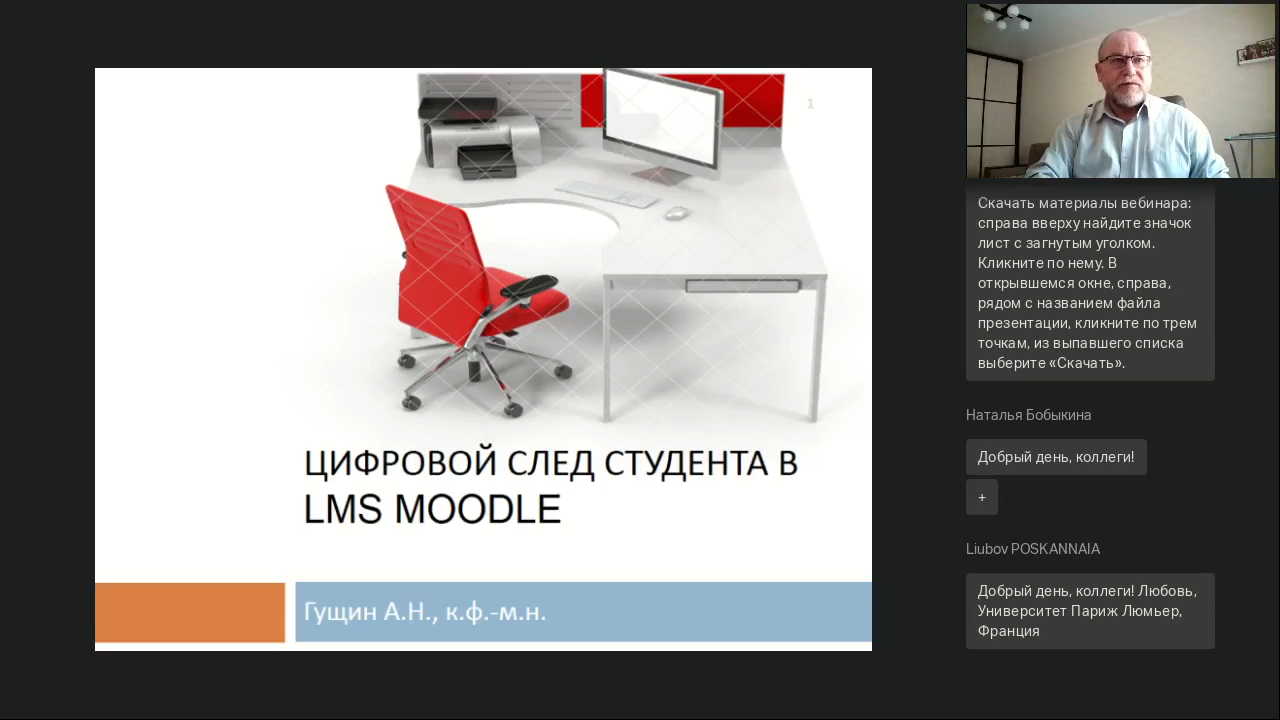 1
ЦИФРОВОЙ СЛЕД СТУДЕНТА В
LMS MOODLE
Гущин А.Н., к.ф.-м.н.
Скачать материалы вебинара:
справа вверху найдите значок
лист с загнутым уголком.
Кликните по нему. В
открывшемся окне, справа,
рядом с названием файла
презентации, кликните по трем
точкам, из выпавшего списка
выберите «Скачать».
Наталья Бобыкина
Добрый день, коллеги!
+
Liubov POSKANNAIA
Добрый день, коллеги! Любовь,
Университет Париж Люмьер,
Франция